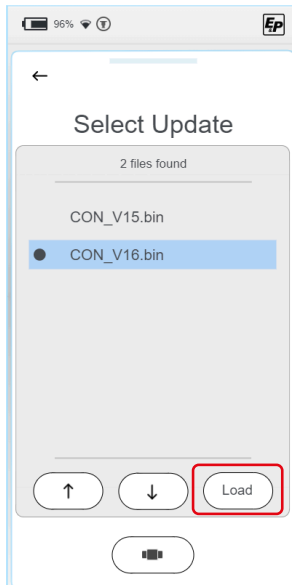 96%
EP
Select Update
2 files found
CON_V15.bin
CON_V16.bin
Load